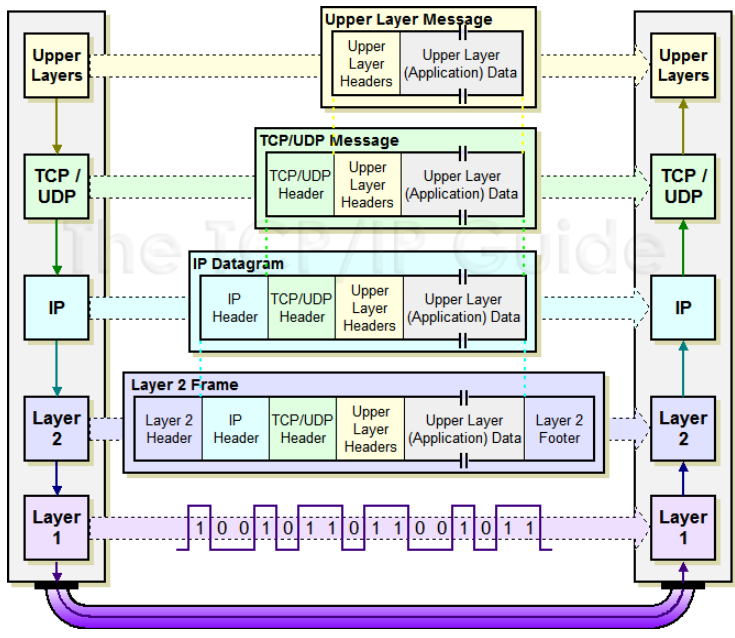 Upper Layer Message
Upper
Layers
Upper
Layer
Headers
Upper Layer
(Application) Data
Upper
Layers
TCP/UDP Message
TCP /
UDP
TCP/UDP
Header
Upper
Layer
Headers
Upper Layer
(Application) Data
TCP /
UDP
The TCP/IP Guide
IP Datagram
IP
IP
Header
TCP/UDP
Header
Upper
Layer
Headers
Upper Layer
(Application) Data
IP
Layer 2 Frame
Layer
2
Layer 2
Header
IP
Header
TCP/UDP
Header
Upper
Layer
Headers
Upper Layer
(Application) Data
Layer 2
Footer
Layer
2
Layer
1
1 0 0 1 0 1 1 0 1 1 0 0 1 0 1 1
Layer
1